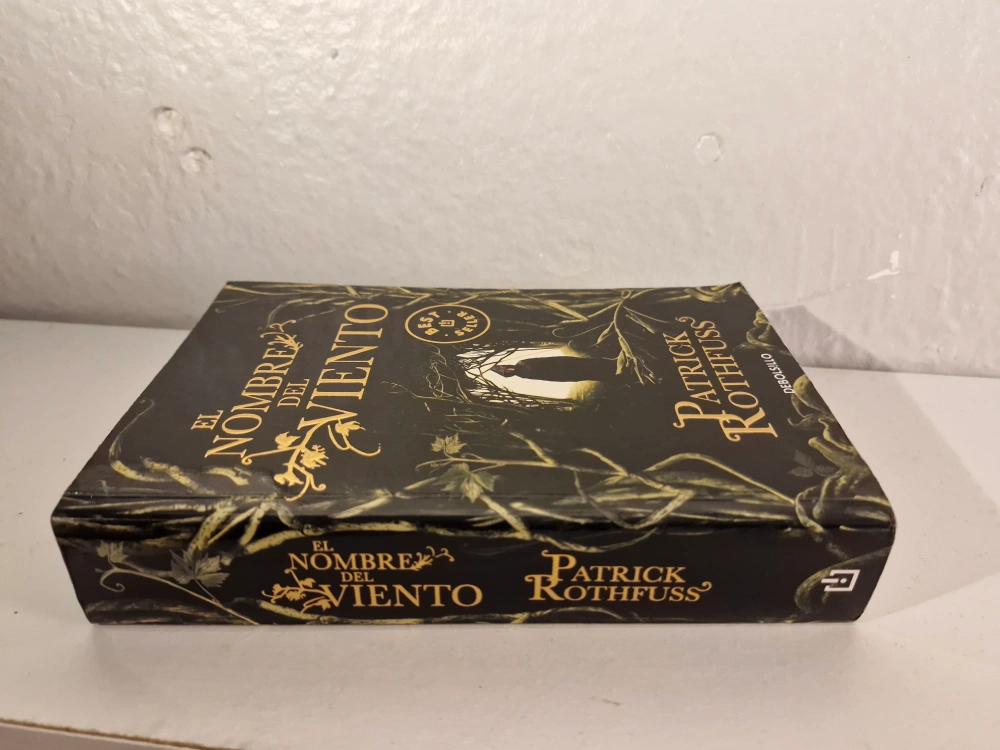 EL
NOMBRE
DEL
VIENTO
BEST
SELLER
PATRICK
ROTHFUSS
DEBOLSILLO
EL
NOMBRE
DEL
VIENTO
PATRICK
ROTHFUSS